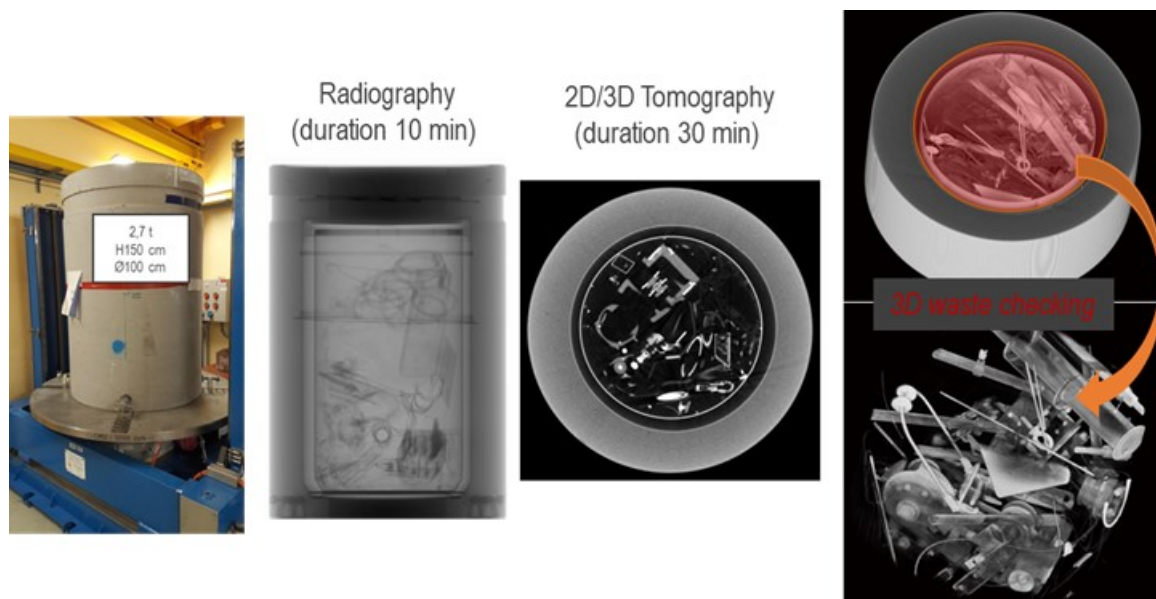 Radiography
(duration 10 min)
2D/3D Tomography
(duration 30 min)
2,7 t
H150 cm
Ø100 cm
3D waste checking